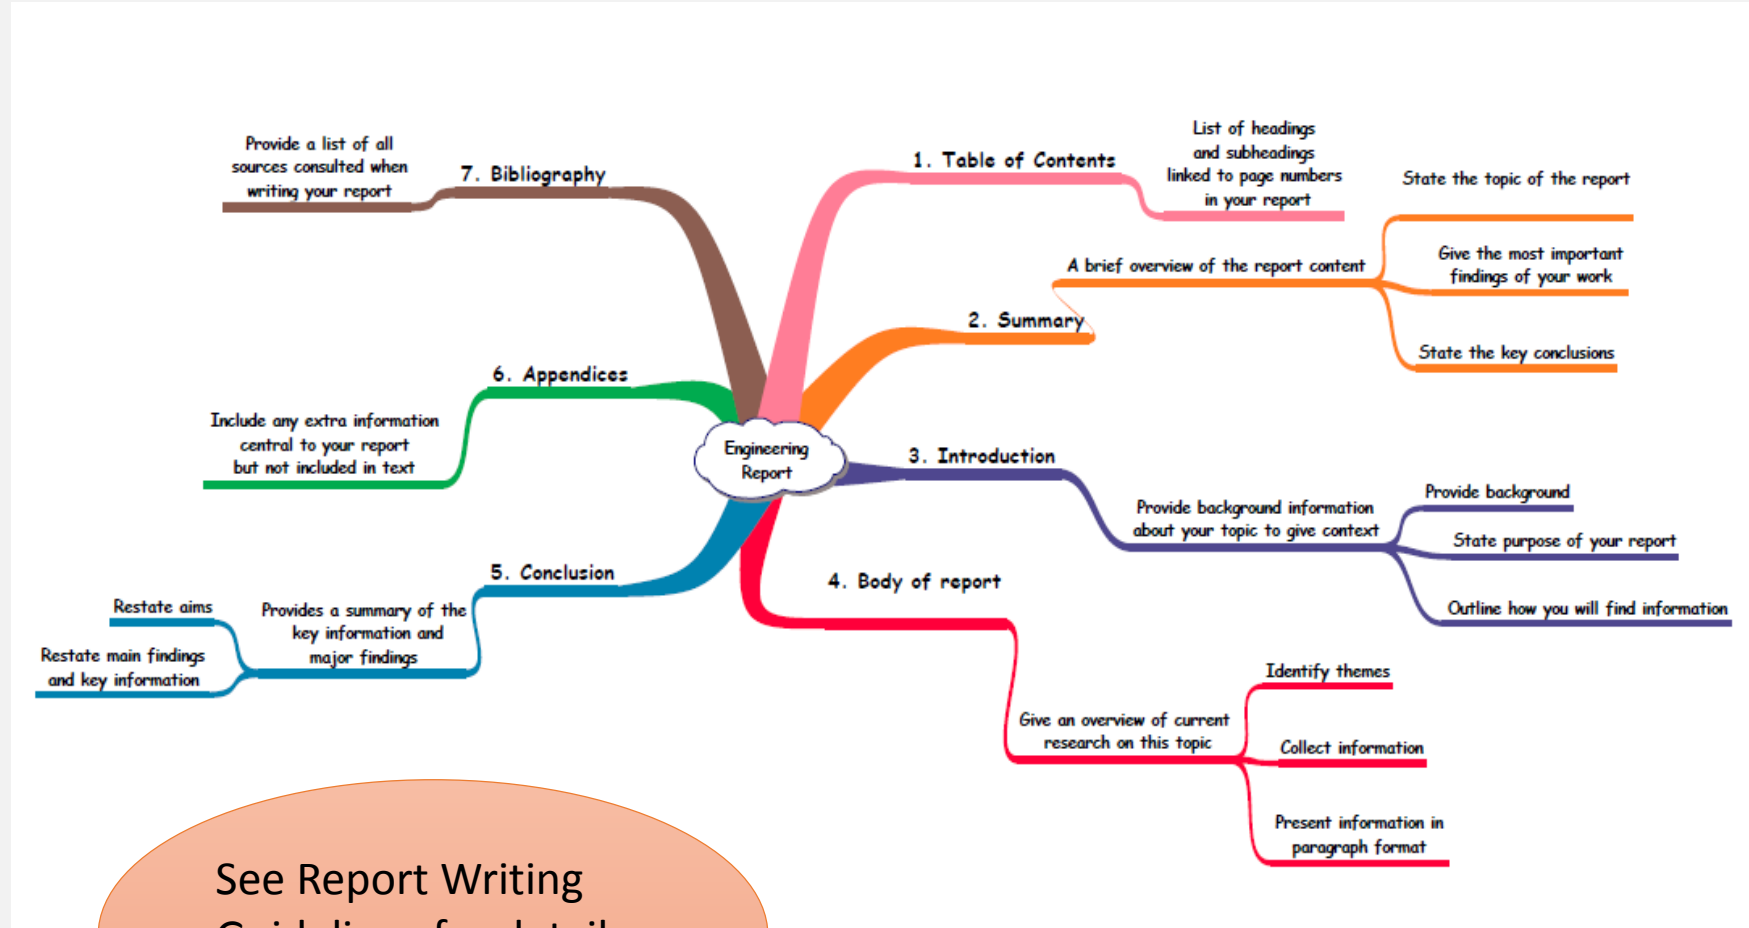 1. Table of Contents
List of headings
and subheadings
linked to page numbers
in your report
2. Summary
A brief overview of the report content
State the topic of the report
Give the most important
findings of your work
State the key conclusions
Engineering
Report
3. Introduction
Provide background information
about your topic to give context
Provide background
State purpose of your report
Outline how you will find information
4. Body of report
Give an overview of current
research on this topic
Identify themes
Collect information
Present information in
paragraph format
5. Conclusion
Provides a summary of the
key information and
major findings
Restate aims
Restate main findings
and key information
6. Appendices
Include any extra information
central to your report
but not included in text
7. Bibliography
Provide a list of all
sources consulted when
writing your report
See Report Writing